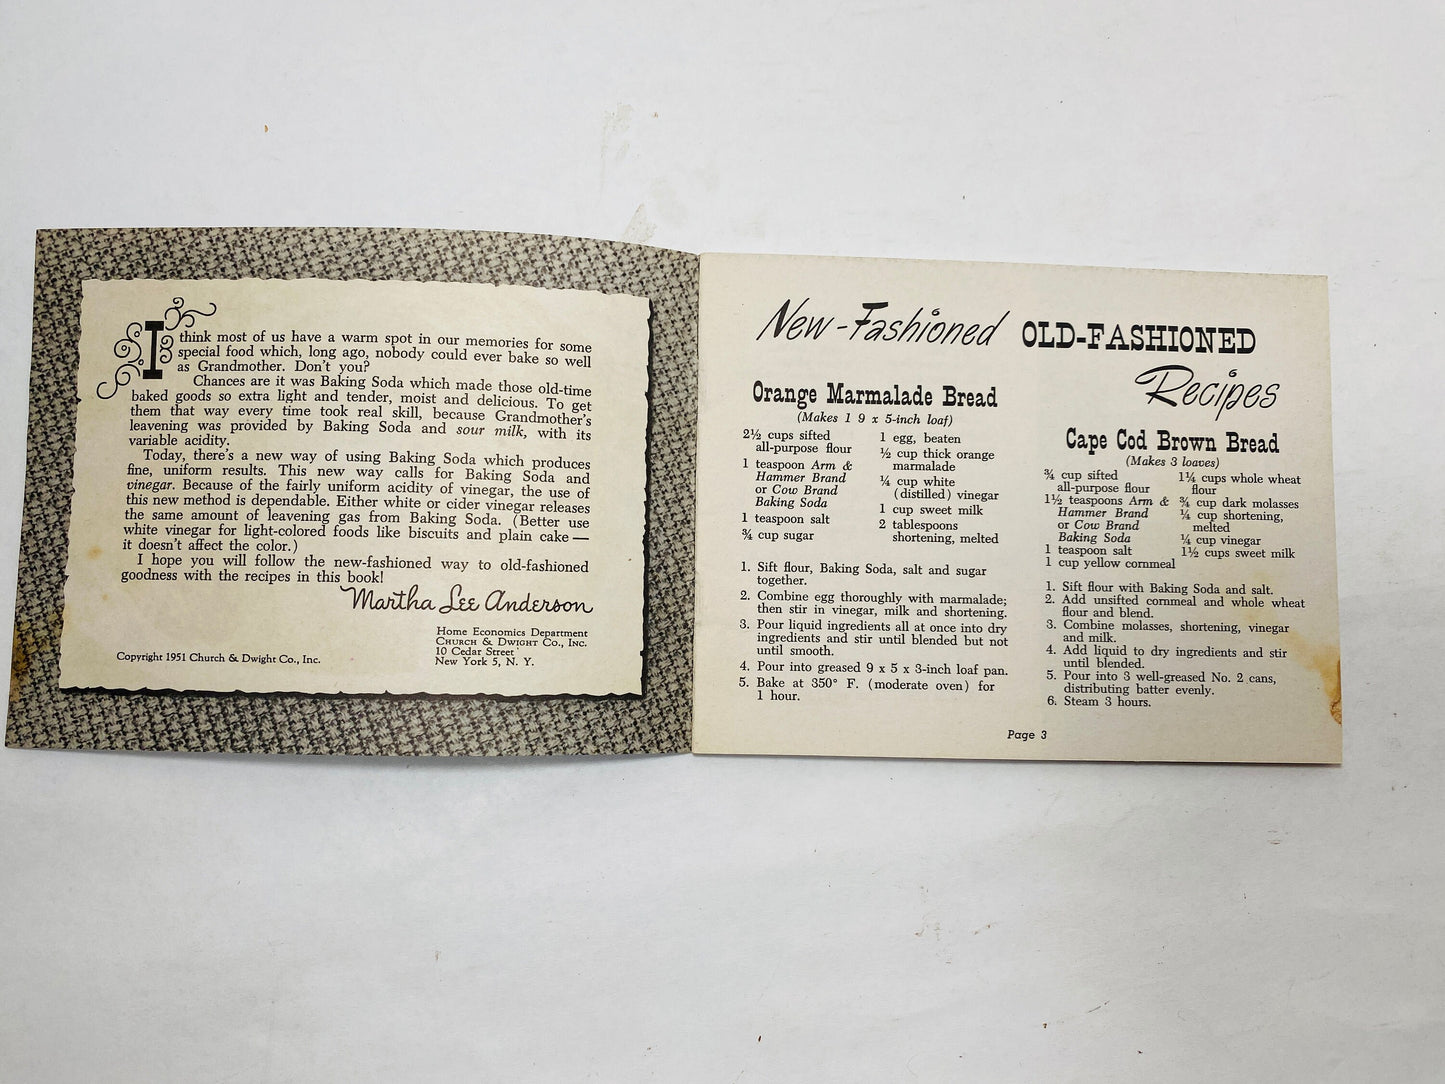 I think most of us have a warm spot in our memories for some
special food which, long ago, nobody could ever bake so well
as Grandmother. Don't you?
Chances are it was Baking Soda which made those old-time
baked goods so extra light and tender, moist and delicious. To get
them that way every time took real skill, because Grandmother's
leavening was provided by Baking Soda and sour milk, with its
variable acidity.
Today, there's a new way of using Baking Soda which produces
fine, uniform results. This new way calls for Baking Soda and
vinegar. Because of the fairly uniform acidity of vinegar, the use of
this new method is dependable. Either white or cider vinegar releases
the same amount of leavening gas from Baking Soda. (Better use
white vinegar for light-colored foods like biscuits and plain cake —
it doesn't affect the color.)
I hope you will follow the new-fashioned way to old-fashioned
goodness with the recipes in this book!
Martha Lee Anderson
Home Economics Department
CHURCH & DWIGHT CO., INC.
10 Cedar Street
New York 5, N. Y.
Copyright 1951 Church & Dwight Co., Inc.
New-Fashioned OLD-FASHIONED
Recipes
Orange Marmalade Bread
(Makes 1 9 x 5-inch loaf)
2½ cups sifted
all-purpose flour
1 teaspoon Arm &
Hammer Brand
or Cow Brand
Baking Soda
1 teaspoon salt
¾ cup sugar
1 egg, beaten
½ cup thick orange
marmalade
¼ cup white
(distilled) vinegar
1 cup sweet milk
2 tablespoons
shortening, melted
1. Sift flour, Baking Soda, salt and sugar
together.
2. Combine egg thoroughly with marmalade;
then stir in vinegar, milk and shortening.
3. Pour liquid ingredients all at once into dry
ingredients and stir until blended but not
until smooth.
4. Pour into greased 9 x 5 x 3-inch loaf pan.
5. Bake at 350° F. (moderate oven) for
1 hour.
Cape Cod Brown Bread
(Makes 3 loaves)
¾ cup sifted
all-purpose flour
1½ teaspoons Arm &
Hammer Brand
or Cow Brand
Baking Soda
1 teaspoon salt
1 cup yellow cornmeal
1¼ cups whole wheat
flour
¾ cup dark molasses
¼ cup shortening,
melted
¼ cup vinegar
1½ cups sweet milk
1. Sift flour with Baking Soda and salt.
2. Add unsifted cornmeal and whole wheat
flour and blend.
3. Combine molasses, shortening, vinegar
and milk.
4. Add liquid to dry ingredients and stir
until blended.
5. Pour into 3 well-greased No. 2 cans,
distributing batter evenly.
6. Steam 3 hours.
Page 3